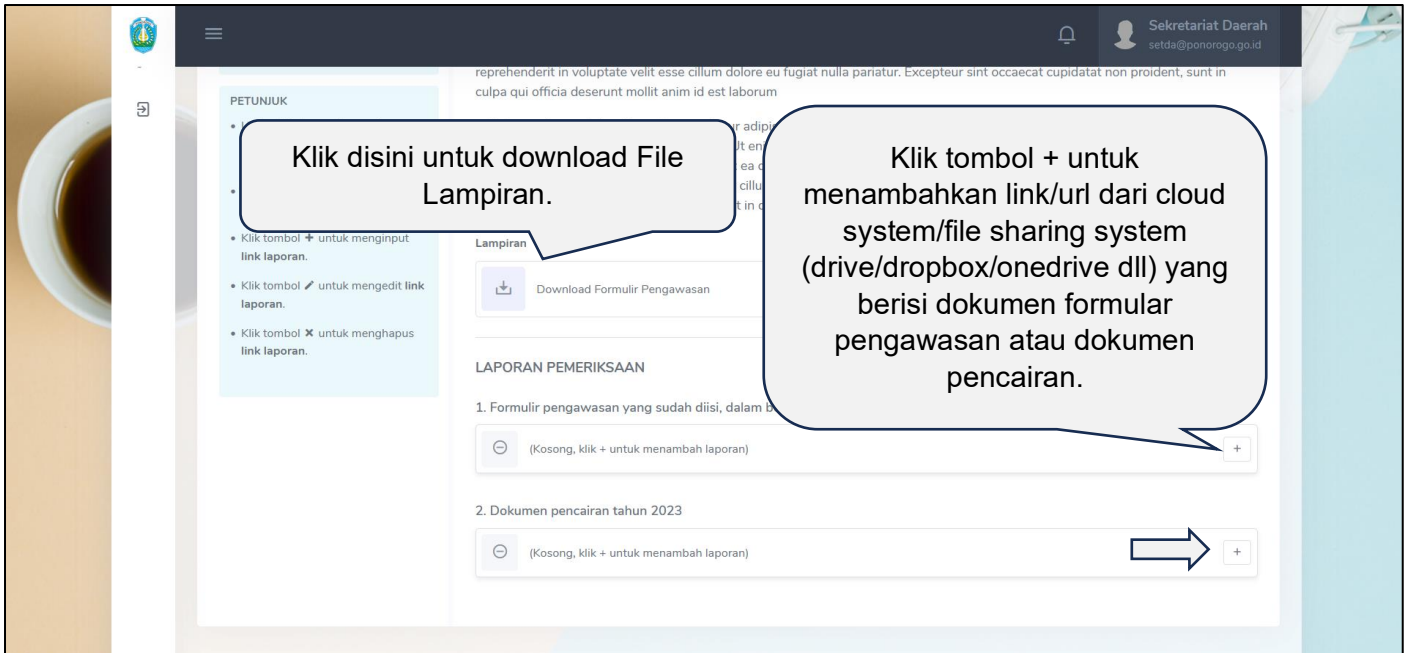 Sekretariat Daerah
setda@ponorogo.go.id
reprehenderit in voluptate velit esse cillum dolore eu fugiat nulla pariatur. Excepteur sint occaecat cupidatat non proident, sunt in
culpa qui officia deserunt mollit anim id est laborum
PETUNJUK
Klik disini untuk download File
Lampiran.
Klik tombol + untuk
menambahkan link/url dari cloud
system/file sharing system
(drive/dropbox/onedrive dll) yang
berisi dokumen formular
pengawasan atau dokumen
pencairan.
• Klik tombol + untuk menginput
link laporan.
• Klik tombol untuk mengedit link
laporan.
• Klik tombol ✖ untuk menghapus
link laporan.
Lampiran
Download Formulir Pengawasan
LAPORAN PEMERIKSAAN
1. Formulir pengawasan yang sudah diisi, dalam
(Kosong, klik + untuk menambah laporan)
+
2. Dokumen pencairan tahun 2023
(Kosong, klik + untuk menambah laporan)
+